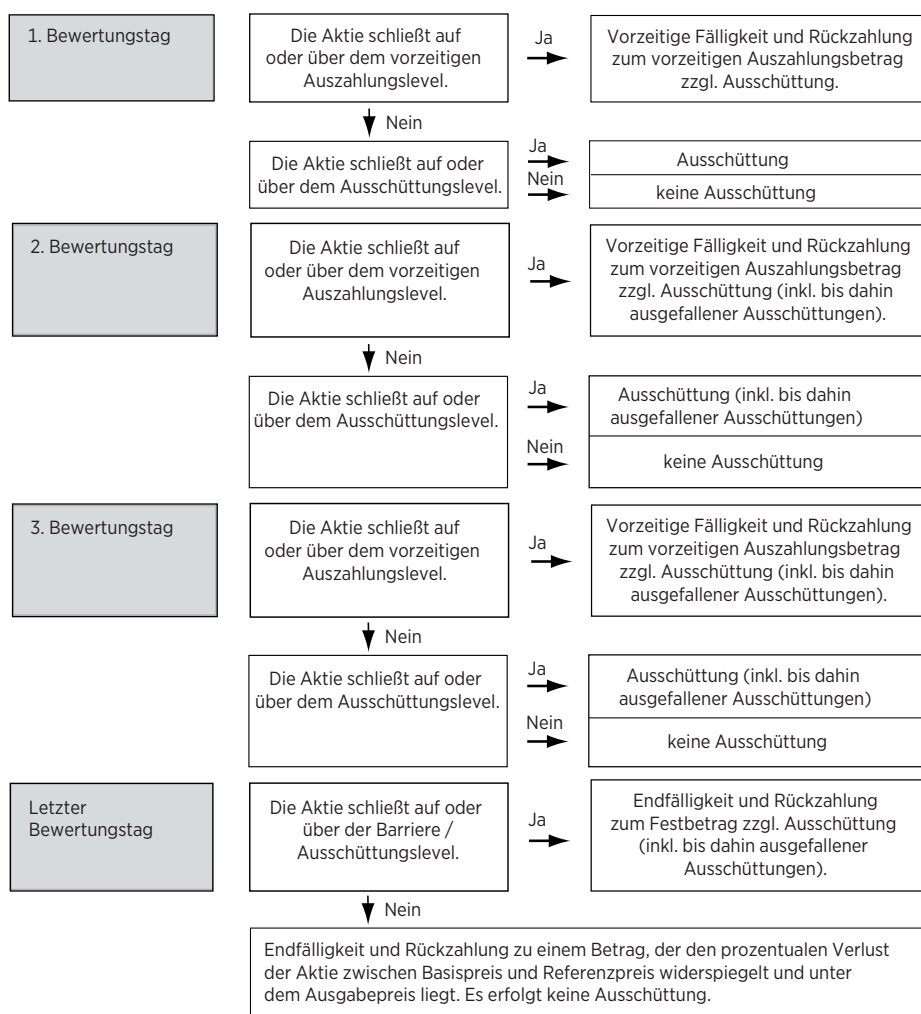 1. Bewertungstag
Die Aktie schließt auf
oder über dem vorzeitigen
Auszahlungslevel.
Ja
Vorzeitige Fälligkeit und Rückzahlung
zum vorzeitigen Auszahlungsbetrag
zzgl. Ausschüttung.
Nein
Die Aktie schließt auf oder
über dem Ausschüttungslevel.
Ja
Ausschüttung
Nein
keine Ausschüttung
2. Bewertungstag
Die Aktie schließt auf
oder über dem vorzeitigen
Auszahlungslevel.
Ja
Vorzeitige Fälligkeit und Rückzahlung
zum vorzeitigen Auszahlungsbetrag
zzgl. Ausschüttung (inkl. bis dahin
ausgefallener Ausschüttungen).
Nein
Die Aktie schließt auf oder
über dem Ausschüttungslevel.
Ja
Ausschüttung (inkl. bis dahin
ausgefallener Ausschüttungen)
Nein
keine Ausschüttung
3. Bewertungstag
Die Aktie schließt auf
oder über dem vorzeitigen
Auszahlungslevel.
Ja
Vorzeitige Fälligkeit und Rückzahlung
zum vorzeitigen Auszahlungsbetrag
zzgl. Ausschüttung (inkl. bis dahin
ausgefallener Ausschüttungen).
Nein
Die Aktie schließt auf oder
über dem Ausschüttungslevel.
Ja
Ausschüttung (inkl. bis dahin
ausgefallener Ausschüttungen)
Nein
keine Ausschüttung
Letzter
Bewertungstag
Die Aktie schließt auf oder
über der Barriere /
Ausschüttungslevel.
Ja
Endfälligkeit und Rückzahlung
zum Festbetrag zzgl. Ausschüttung
(inkl. bis dahin ausgefallener
Ausschüttungen).
Nein
Endfälligkeit und Rückzahlung zu einem Betrag, der den prozentualen Verlust
der Aktie zwischen Basispreis und Referenzpreis widerspiegelt und unter
dem Ausgabepreis liegt. Es erfolgt keine Ausschüttung.